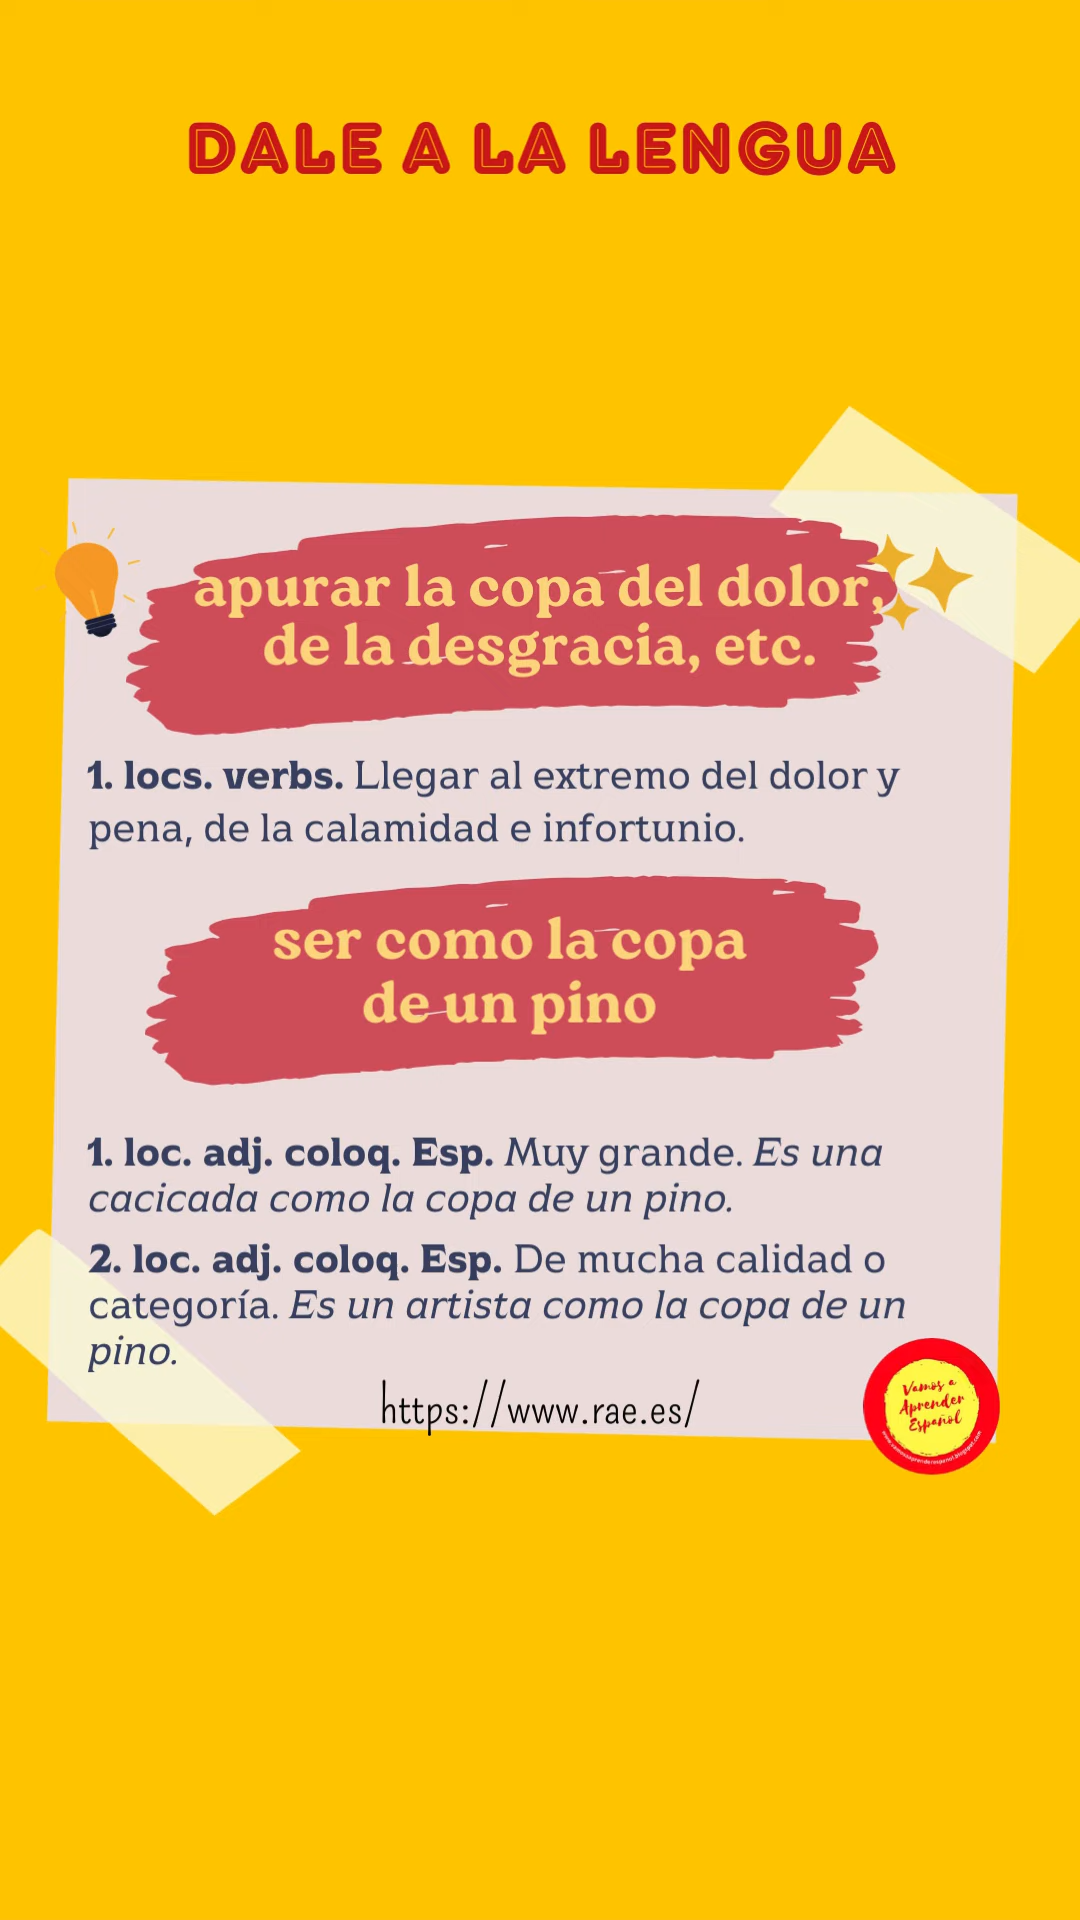 DALE A LA LENGUA
apurar la copa del dolor,
de la desgracia, etc.
1. locs. verbs. Llegar al extremo del dolor y
pena, de la calamidad e infortunio.
ser como la copa
de un pino
1. loc. adj. coloq. Esp. Muy grande. Es una
cacicada como la copa de un pino.
2. loc. adj. coloq. Esp. De mucha calidad o
categoría. Es un artista como la copa de un
pino.
https://www.rae.es/
Vamos a
Aprender
Español